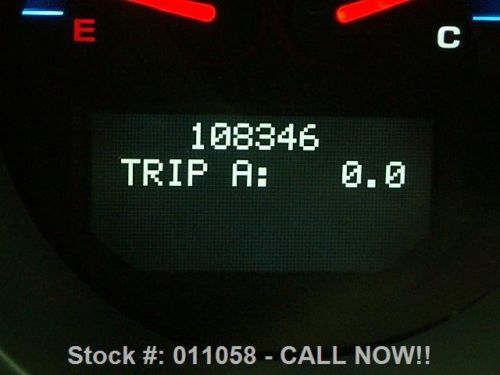 E
C
108346
TRIP A: 0.0
Stock #: 011058 - CALL NOW!!